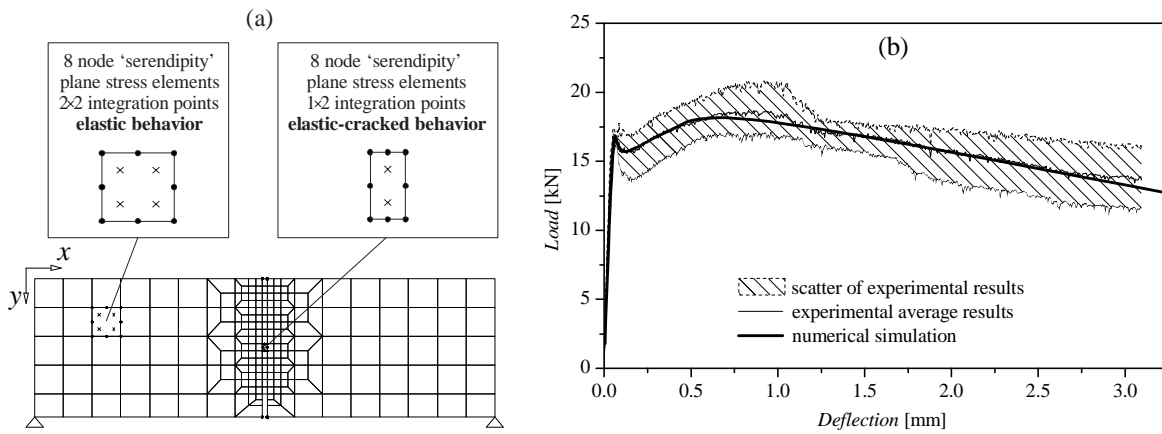 (a)
8 node ‘serendipity’
plane stress elements
2×2 integration points
elastic behavior
8 node ‘serendipity’
plane stress elements
1×2 integration points
elastic-cracked behavior
x
y
(b)
25
20
15
10
5
0
Load [kN]
scatter of experimental results
experimental average results
numerical simulation
0.0 0.5 1.0 1.5 2.0 2.5 3.0
Deflection [mm]